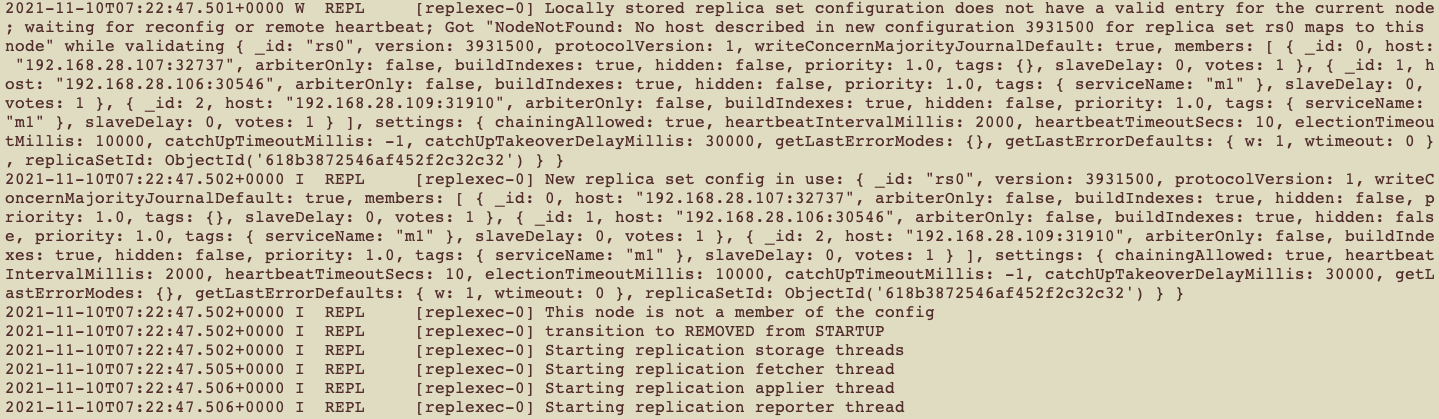 2021-11-10T07:22:47.501+0000 W  REPL     [replexec-0] Locally stored replica set configuration does not have a valid entry for the current node
; waiting for reconfig or remote heartbeat; Got "NodeNotFound: No host described in new configuration 3931500 for replica set rs0 maps to this
node" while validating { _id: "rs0", version: 3931500, protocolVersion: 1, writeConcernMajorityJournalDefault: true, members: [ { _id: 0, host:
 "192.168.28.107:32737", arbiterOnly: false, buildIndexes: true, hidden: false, priority: 1.0, tags: {}, slaveDelay: 0, votes: 1 }, { _id: 1, h
ost: "192.168.28.106:30546", arbiterOnly: false, buildIndexes: true, hidden: false, priority: 1.0, tags: { serviceName: "m1" }, slaveDelay: 0,
votes: 1 }, { _id: 2, host: "192.168.28.109:31910", arbiterOnly: false, buildIndexes: true, hidden: false, priority: 1.0, tags: { serviceName:
"m1" }, slaveDelay: 0, votes: 1 } ], settings: { chainingAllowed: true, heartbeatIntervalMillis: 2000, heartbeatTimeoutSecs: 10, electionTimeou
tMillis: 10000, catchUpTimeoutMillis: -1, catchUpTakeoverDelayMillis: 30000, getLastErrorModes: {}, getLastErrorDefaults: { w: 1, wtimeout: 0 }
, replicaSetId: ObjectId('618b3872546af452f2c32c32') } }
2021-11-10T07:22:47.502+0000 I  REPL     [replexec-0] New replica set config in use: { _id: "rs0", version: 3931500, protocolVersion: 1, writeC
oncernMajorityJournalDefault: true, members: [ { _id: 0, host: "192.168.28.107:32737", arbiterOnly: false, buildIndexes: true, hidden: false, p
riority: 1.0, tags: {}, slaveDelay: 0, votes: 1 }, { _id: 1, host: "192.168.28.106:30546", arbiterOnly: false, buildIndexes: true, hidden: fals
e, priority: 1.0, tags: { serviceName: "m1" }, slaveDelay: 0, votes: 1 }, { _id: 2, host: "192.168.28.109:31910", arbiterOnly: false, buildInde
xes: true, hidden: false, priority: 1.0, tags: { serviceName: "m1" }, slaveDelay: 0, votes: 1 } ], settings: { chainingAllowed: true, heartbeat
IntervalMillis: 2000, heartbeatTimeoutSecs: 10, electionTimeoutMillis: 10000, catchUpTimeoutMillis: -1, catchUpTakeoverDelayMillis: 30000, getL
astErrorModes: {}, getLastErrorDefaults: { w: 1, wtimeout: 0 }, replicaSetId: ObjectId('618b3872546af452f2c32c32') } }
2021-11-10T07:22:47.502+0000 I  REPL     [replexec-0] This node is not a member of the config
2021-11-10T07:22:47.502+0000 I  REPL     [replexec-0] transition to REMOVED from STARTUP
2021-11-10T07:22:47.502+0000 I  REPL     [replexec-0] Starting replication storage threads
2021-11-10T07:22:47.505+0000 I  REPL     [replexec-0] Starting replication fetcher thread
2021-11-10T07:22:47.506+0000 I  REPL     [replexec-0] Starting replication applier thread
2021-11-10T07:22:47.506+0000 I  REPL     [replexec-0] Starting replication reporter thread